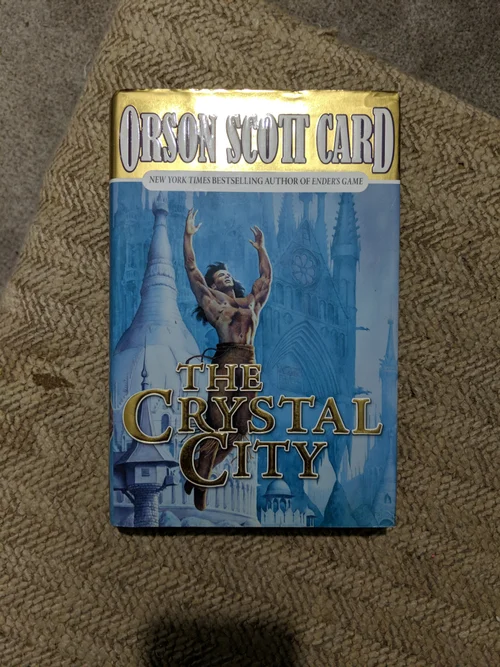 ORSON SCOTT CARD
NEW YORK TIMES BESTSELLING AUTHOR OF ENDER'S GAME
THE
CRYSTAL
CITY